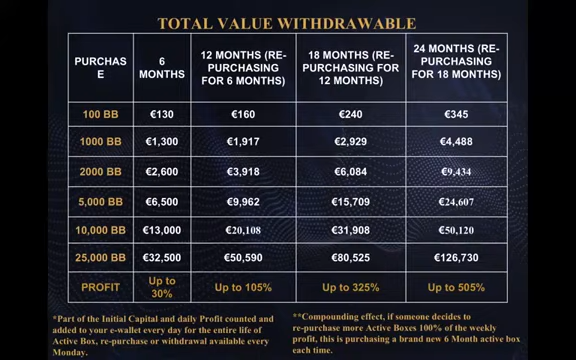 TOTAL VALUE WITHDRAWABLE
PURCHAS
E
6
MONTHS
12 MONTHS (RE-
PURCHASING
FOR 6 MONTHS)
18 MONTHS (RE-
PURCHASING FOR
12 MONTHS)
24 MONTHS (RE-
PURCHASING
FOR 18 MONTHS)
100 BB €130 €160 €240 €345
1000 BB €1,300 €1,917 €2,929 €4,488
2000 BB €2,600 €3,918 €6,084 €9,434
5,000 BB €6,500 €9,962 €15,709 €24,607
10,000 BB €13,000 €20,108 €31,908 €50,120
25,000 BB €32,500 €50,590 €80,525 €126,730
PROFIT Up to
30% Up to 105% Up to 325% Up to 505%
*Part of the Initial Capital and daily Profit counted and
added to your e-wallet every day for the entire life of
Active Box, re-purchase or withdrawal available every
Monday.
**Compounding effect, if someone decides to
re-purchase more Active Boxes 100% of the weekly
profit, this is purchasing a brand new 6 Month active box
each time.